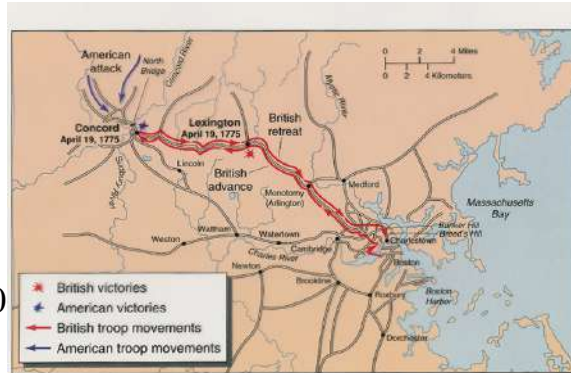 American
attack
North
Bridge
Concord River
Concord
April 19, 1775
Lexington
April 19, 1775
British
retreat
Mystic River
0 2 4 Miles
0 2 4 Kilometers
Sudbury River
Lincoln
British
advance
Menotomy
(Arlington)
Medford
Massachusetts
Bay
Bunker Hill
Breed's Hill
Charlestown
Weston
Waltham
Watertown
Cambridge
Charles River
Boston
Newton
Brookline
Roxbury
Boston
Harbor
Dorchester
British victories
American victories
British troop movements
American troop movements
)